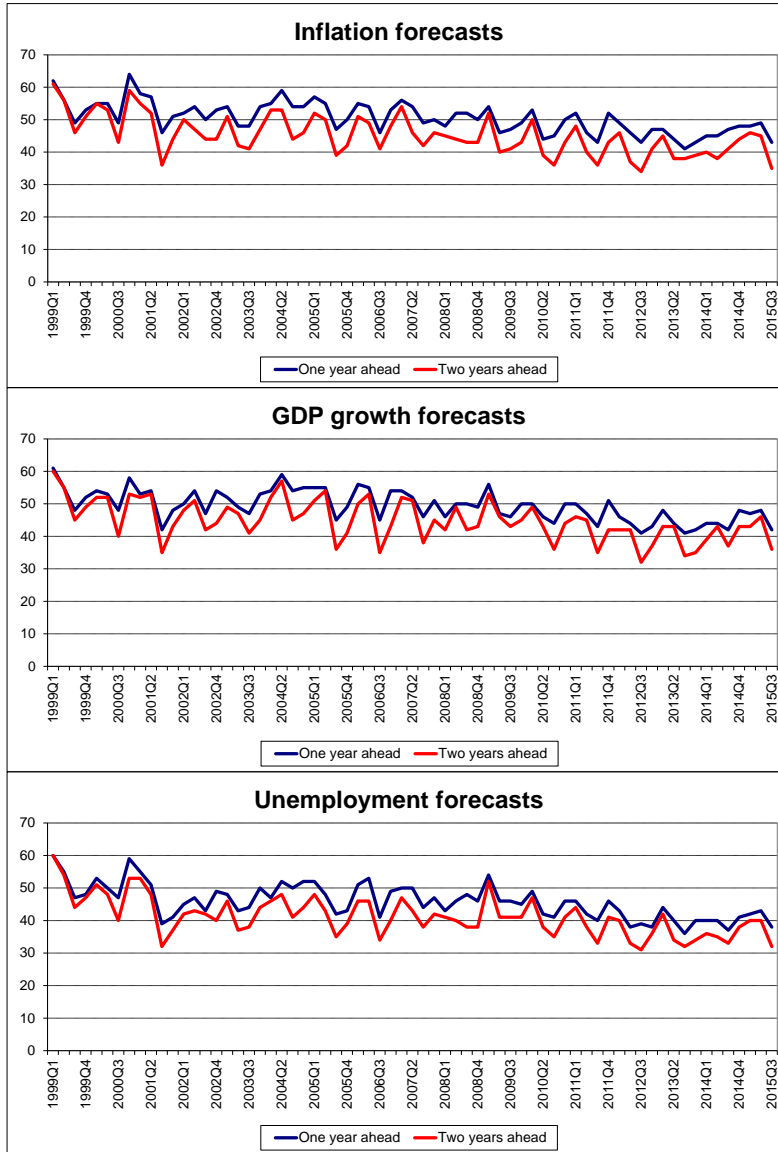 Inflation forecasts
70
60
50
40
30
20
10
0
1999Q1 1999Q4 2000Q3 2001Q2 2002Q1 2002Q4 2003Q3 2004Q2 2005Q1 2005Q4 2006Q3 2007Q2 2008Q1 2008Q4 2009Q3 2010Q2 2011Q1 2011Q4 2012Q3 2013Q2 2014Q1 2014Q4 2015Q3
One year ahead Two years ahead
GDP growth forecasts
70
60
50
40
30
20
10
0
1999Q1 1999Q4 2000Q3 2001Q2 2002Q1 2002Q4 2003Q3 2004Q2 2005Q1 2005Q4 2006Q3 2007Q2 2008Q1 2008Q4 2009Q3 2010Q2 2011Q1 2011Q4 2012Q3 2013Q2 2014Q1 2014Q4 2015Q3
One year ahead Two years ahead
Unemployment forecasts
70
60
50
40
30
20
10
0
1999Q1 1999Q4 2000Q3 2001Q2 2002Q1 2002Q4 2003Q3 2004Q2 2005Q1 2005Q4 2006Q3 2007Q2 2008Q1 2008Q4 2009Q3 2010Q2 2011Q1 2011Q4 2012Q3 2013Q2 2014Q1 2014Q4 2015Q3
One year ahead Two years ahead